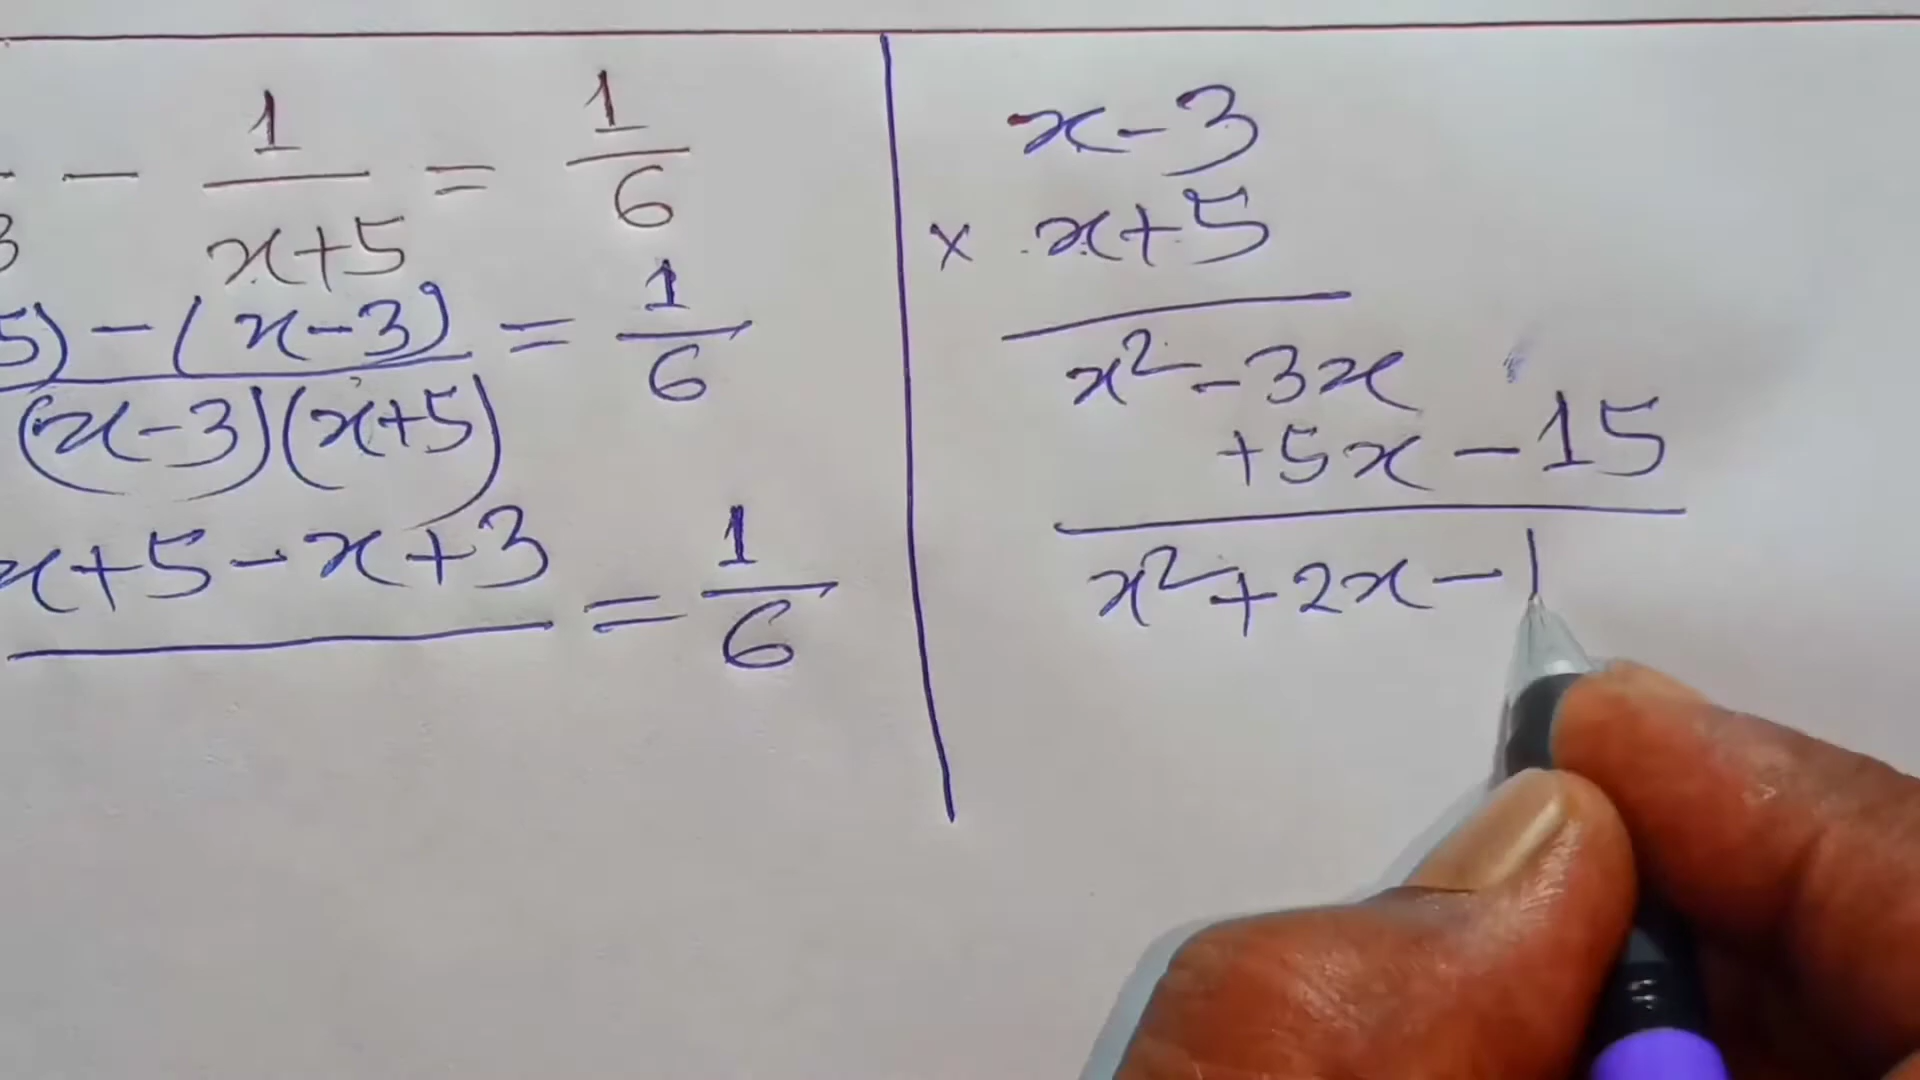 3 - 1/(x+5) = 1/6
5) - (x-3) / (x-3)(x+5) = 1/6
x+5-x+3 / = 1/6
x-3
× x+5
x² - 3x
+5x - 15
x² + 2x - 1